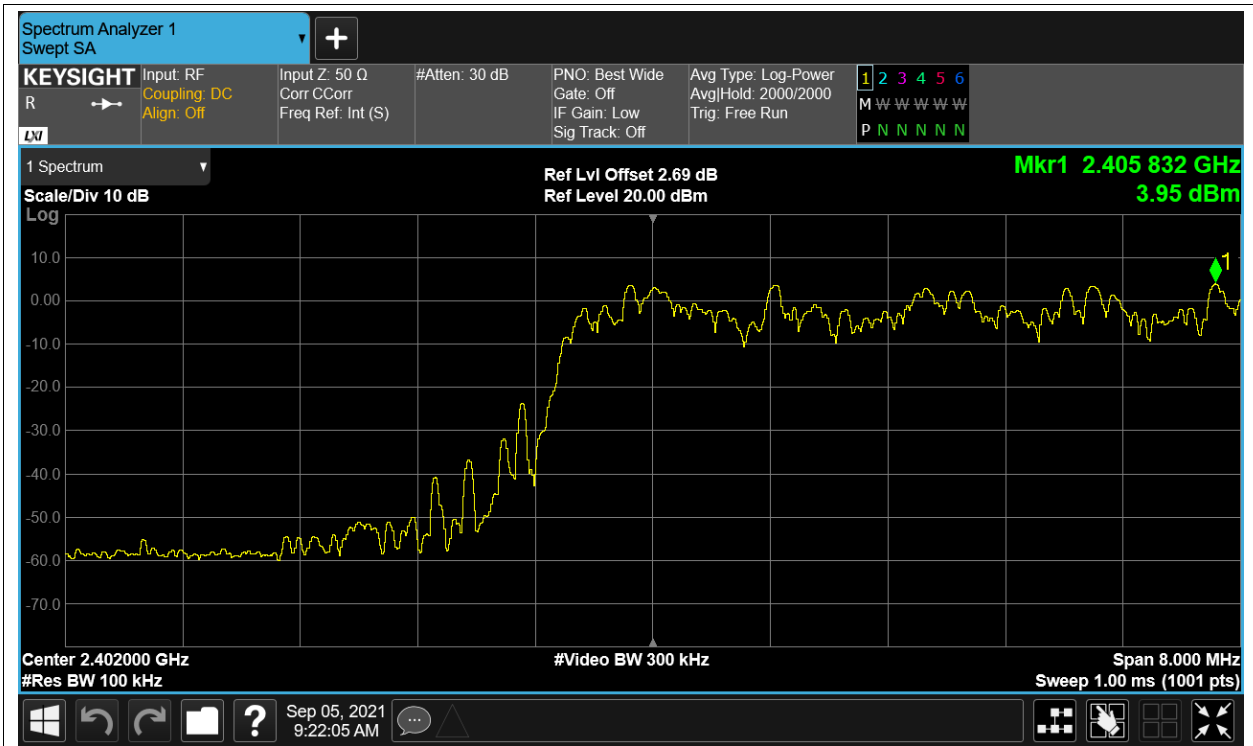 Spectrum Analyzer 1
Swept SA
KEYSIGHT
R
LXI
Input: RF
Coupling: DC
Align: Off
Input Z: 50 Ω
Corr CCorr
Freq Ref: Int (S)
#Atten: 30 dB
PNO: Best Wide
Gate: Off
IF Gain: Low
Sig Track: Off
Avg Type: Log-Power
Avg|Hold: 2000/2000
Trig: Free Run
1 2 3 4 5 6
M W W W W W
P N N N N N
1 Spectrum
Scale/Div 10 dB
Log
Ref Lvl Offset 2.69 dB
Ref Level 20.00 dBm
Mkr1 2.405 832 GHz
3.95 dBm
10.0
0.00
-10.0
-20.0
-30.0
-40.0
-50.0
-60.0
-70.0
1
Center 2.402000 GHz
#Res BW 100 kHz
#Video BW 300 kHz
Span 8.000 MHz
Sweep 1.00 ms (1001 pts)
?
Sep 05, 2021
9:22:05 AM